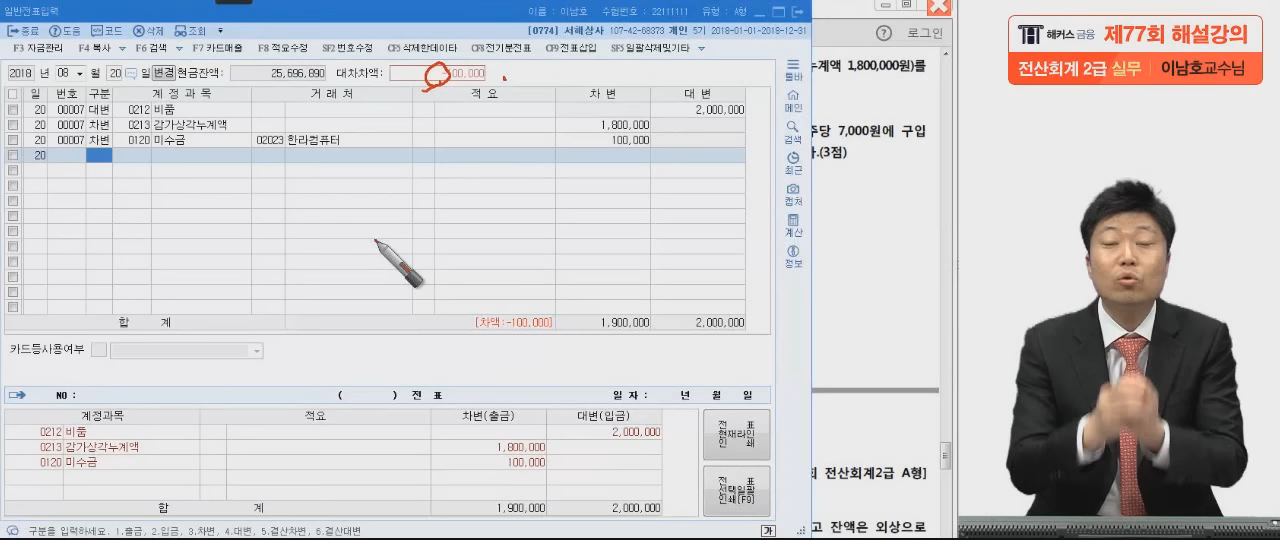 일반전표입력
이름 : 이남호 수험번호 : 22111111 유형 : A형
종료 도움 코드 삭제 조회
[0774] 서해상사 107-42-68373 개인 5기 2018-01-01~2018-12-31
F3 자금관리 F4 복사 F6 검색 F7 카드매출 F8 적요수정 SF2 번호수정 CF5 삭제한데이타 CF8 전기분전표 CF9 전표삽입 SF5 일괄삭제및기타
2018 년 08 월 20 일 변경 현금잔액: 25,696,890 대차차액:
일 번호 구분 계 정 과 목 거 래 처 적 요 차 변 대 변
20 00007 대변 0212 비품 2,000,000
20 00007 차변 0213 감가상각누계액 1,800,000
20 00007 차변 0120 미수금 02023 한라컴퓨터 100,000
20
합 계 [차액:-100,000] 1,900,000 2,000,000
카드등사용여부
NO : ( ) 전 표 일 자 : 년 월 일
계정과목 적요 차변(출금) 대변(입금)
0212 비품 2,000,000
0213 감가상각누계액 1,800,000
0120 미수금 100,000
합 계 1,900,000 2,000,000
전 표
현재라인
인 쇄
전 표
선택일괄
인쇄[F9]
구분을 입력하세요. 1.출금, 2.입금, 3.차변, 4.대변, 5.결산차변, 6.결산대변
가
툴바
메인
검색
최근
캡처
계산
정보
로그인
누계액 1,800,000원)를
주당 7,000원에 구입
.(3점)
회 전산회계2급 A형]
고 잔액은 외상으로
해커스 금융 제77회 해설강의
전산회계 2급 실무 이남호교수님